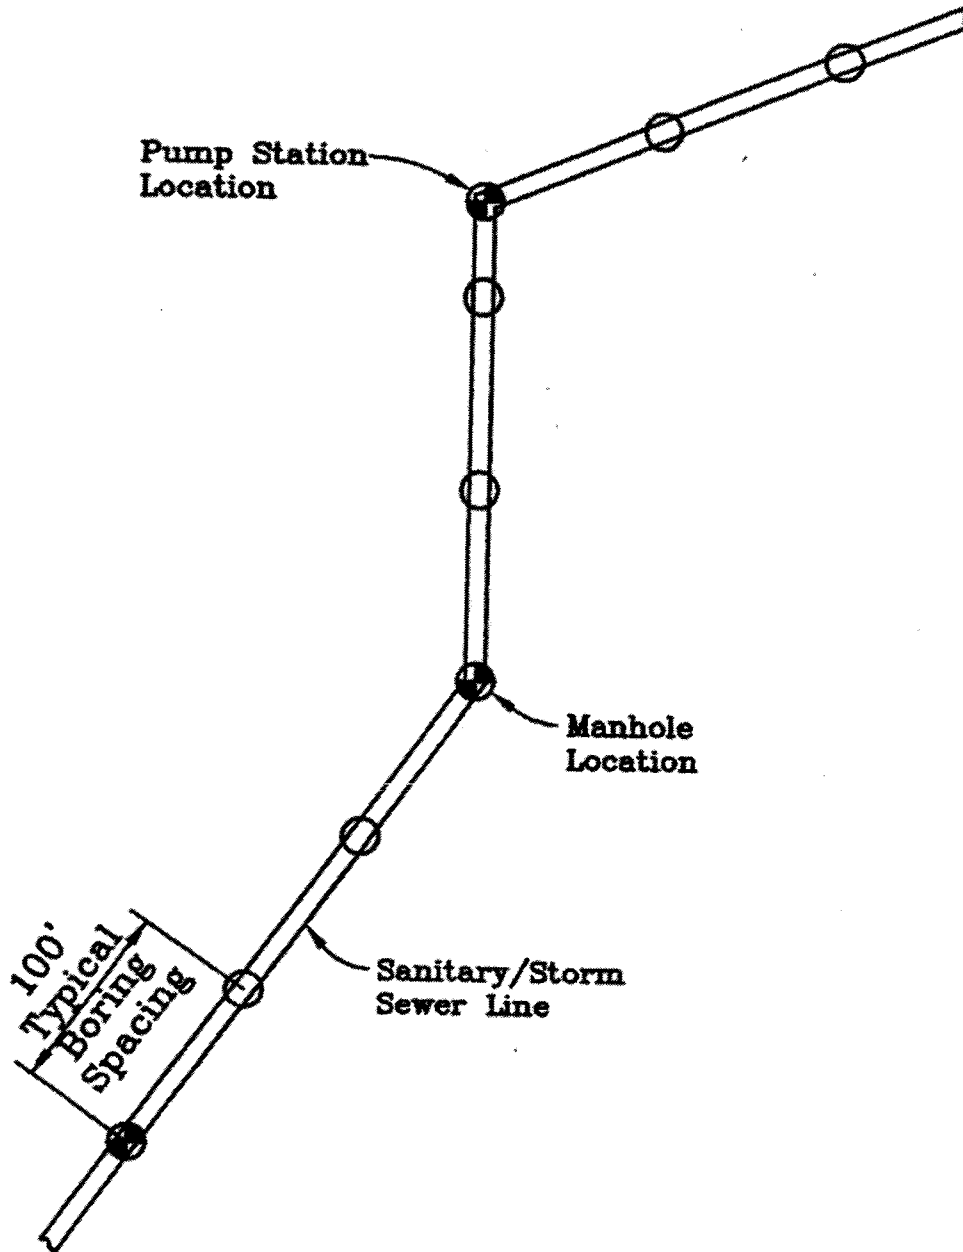 Pump Station
Location
Manhole
Location
100'
Typical
Boring
Spacing
Sanitary/Storm
Sewer Line